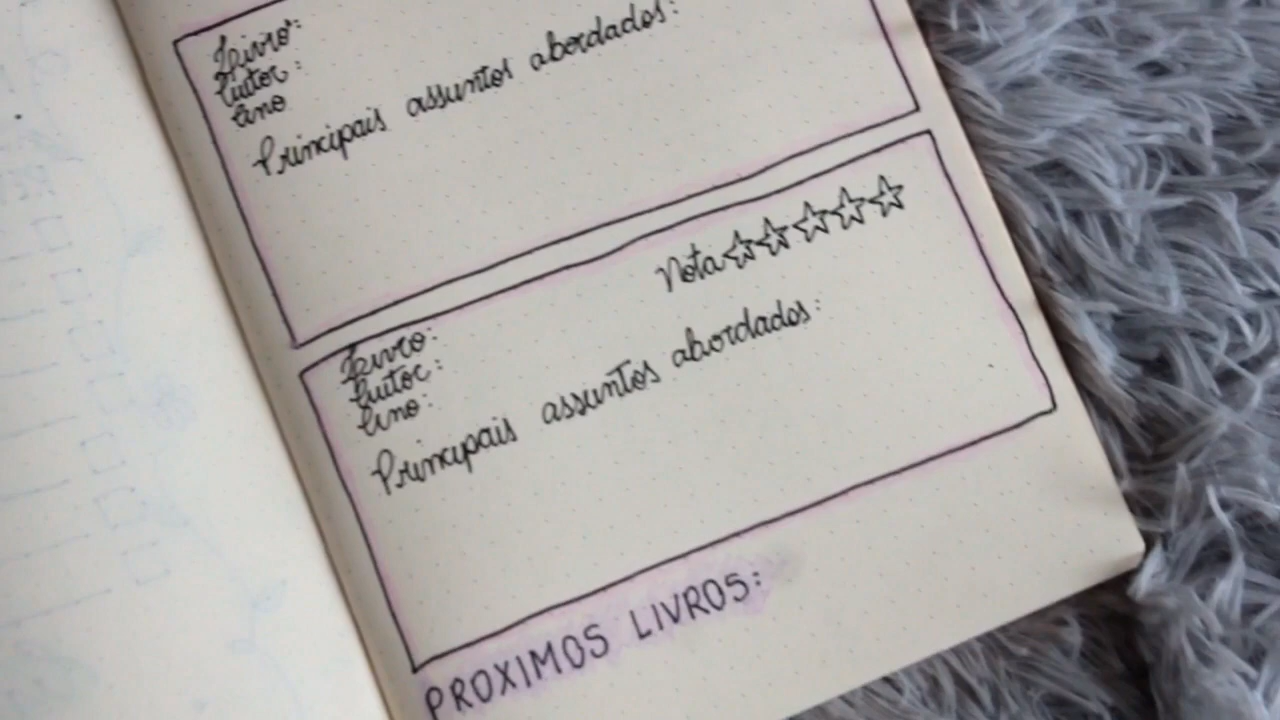 Livro:
Autor:
Ano
Principais assuntos abordados:
Nota
Livro:
Autor:
Ano:
Principais assuntos abordados:
PROXIMOS LIVROS: